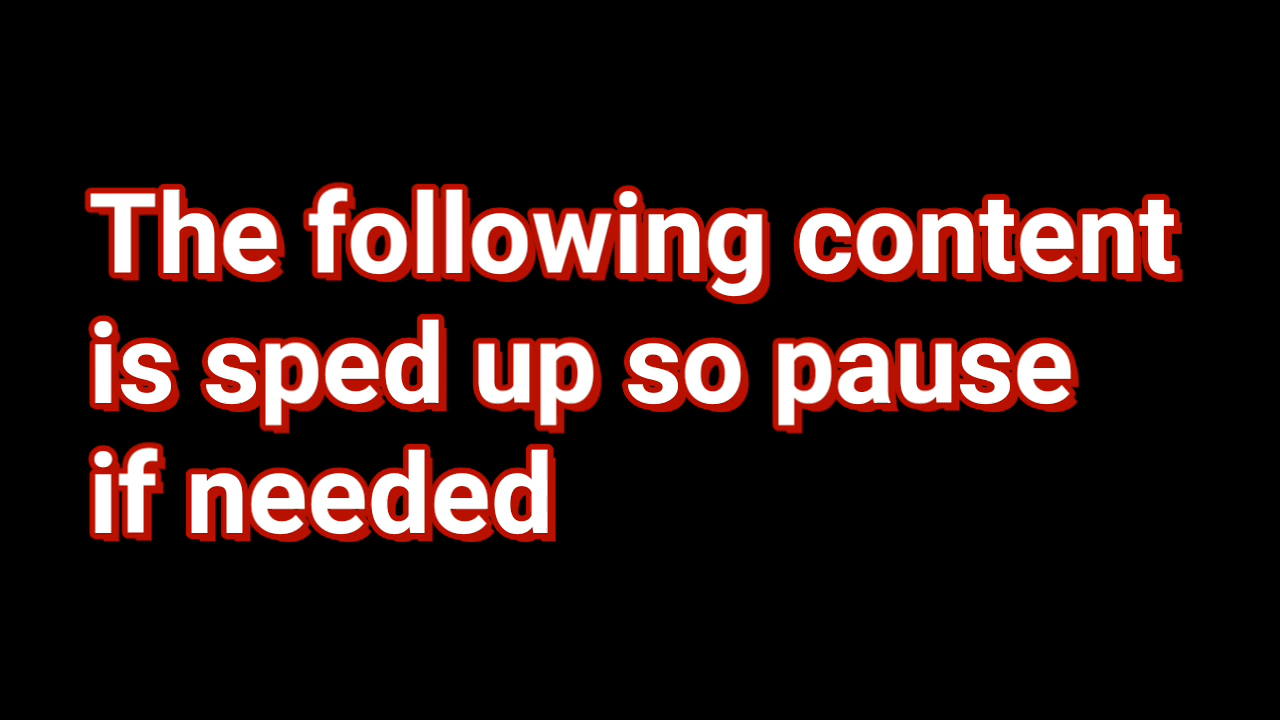 The following content
is sped up so pause
if needed